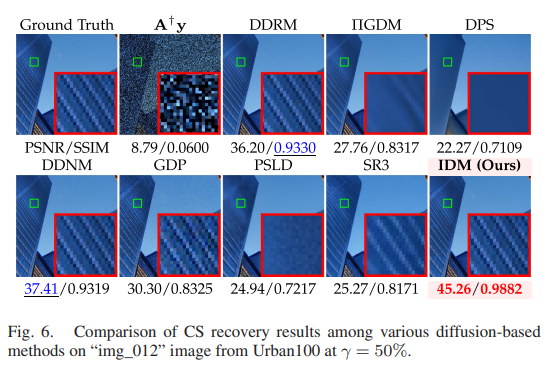 Ground Truth A†y DDRM ΠGDM DPS
PSNR/SSIM 8.79/0.0600 36.20/0.9330 27.76/0.8317 22.27/0.7109
DDNM GDP PSLD SR3 IDM (Ours)
37.41/0.9319 30.30/0.8325 24.94/0.7217 25.27/0.8171 45.26/0.9882
Fig. 6. Comparison of CS recovery results among various diffusion-based
methods on “img_012” image from Urban100 at γ = 50%.